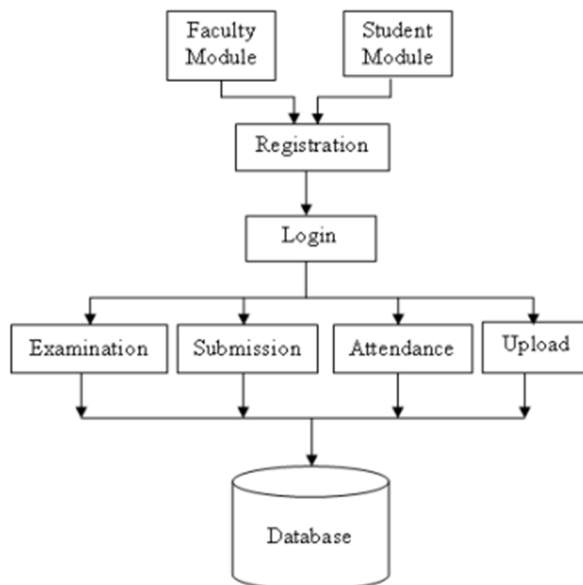 Faculty
Module
Student
Module
Registration
Login
Examination
Submission
Attendance
Upload
Database